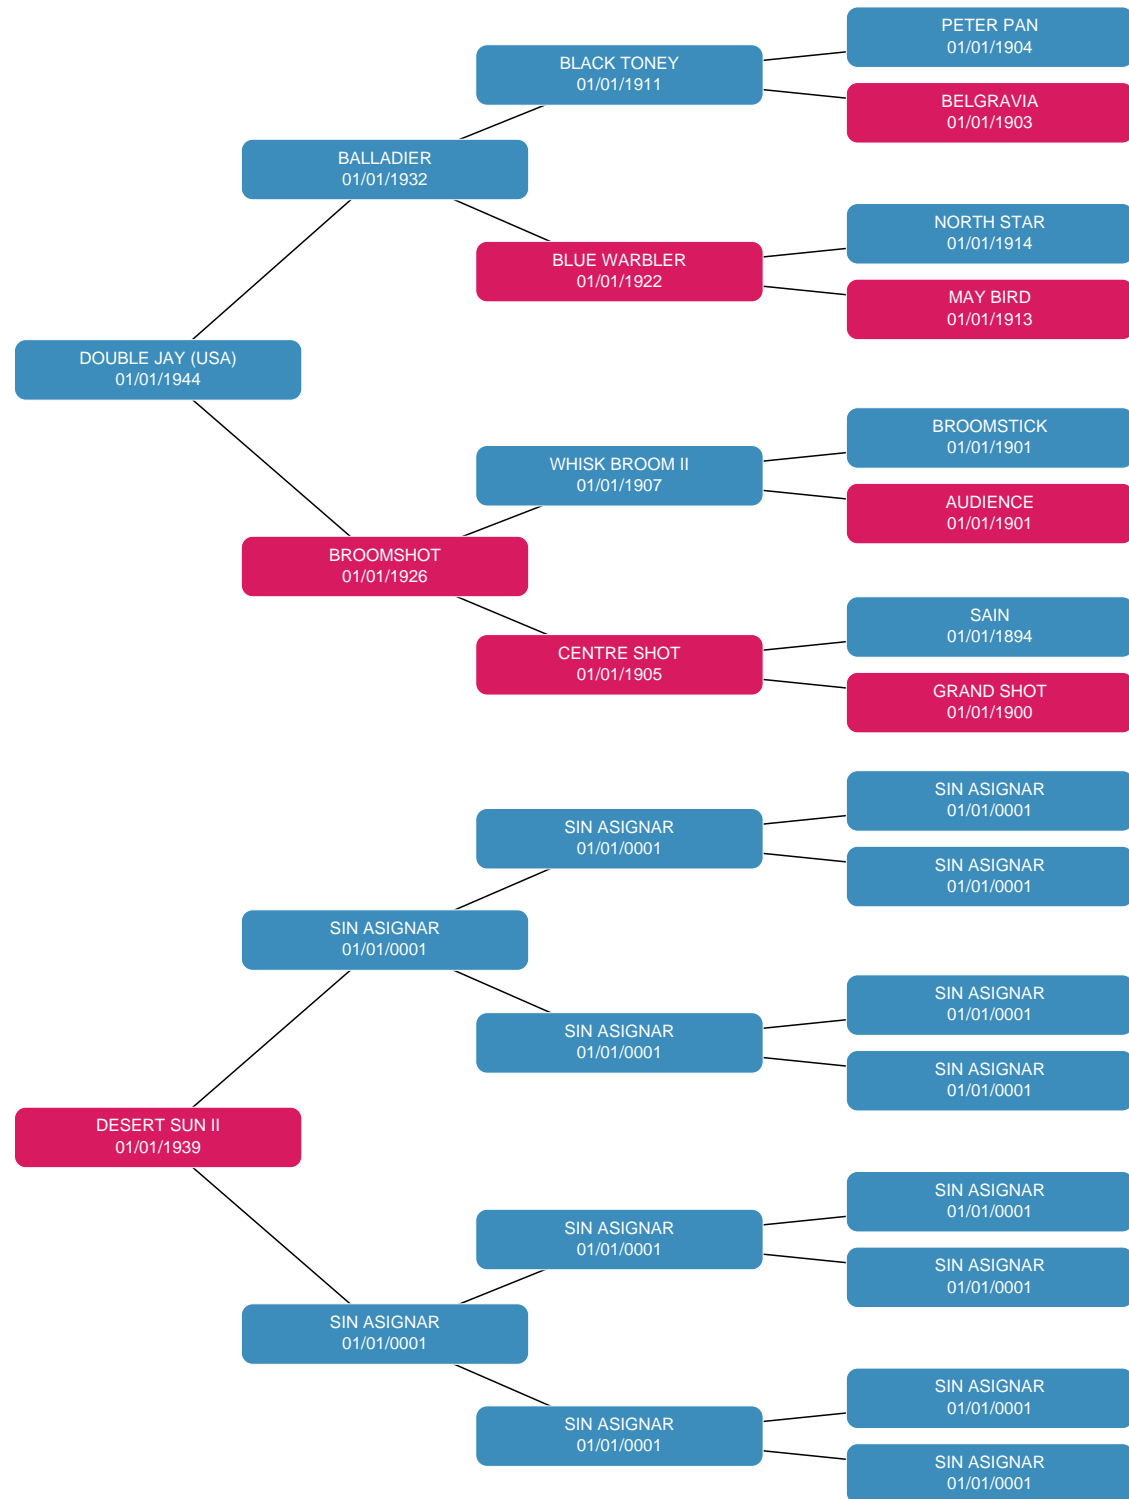 PETER PAN
01/01/1904
BLACK TONEY
01/01/1911
BELGRAVIA
01/01/1903
BALLADIER
01/01/1932
NORTH STAR
01/01/1914
BLUE WARBLER
01/01/1922
MAY BIRD
01/01/1913
DOUBLE JAY (USA)
01/01/1944
BROOMSTICK
01/01/1901
WHISK BROOM II
01/01/1907
AUDIENCE
01/01/1901
BROOMSHOT
01/01/1926
SAIN
01/01/1894
CENTRE SHOT
01/01/1905
GRAND SHOT
01/01/1900
SIN ASIGNAR
01/01/0001
SIN ASIGNAR
01/01/0001
SIN ASIGNAR
01/01/0001
SIN ASIGNAR
01/01/0001
SIN ASIGNAR
01/01/0001
SIN ASIGNAR
01/01/0001
SIN ASIGNAR
01/01/0001
DESERT SUN II
01/01/1939
SIN ASIGNAR
01/01/0001
SIN ASIGNAR
01/01/0001
SIN ASIGNAR
01/01/0001
SIN ASIGNAR
01/01/0001
SIN ASIGNAR
01/01/0001
SIN ASIGNAR
01/01/0001
SIN ASIGNAR
01/01/0001